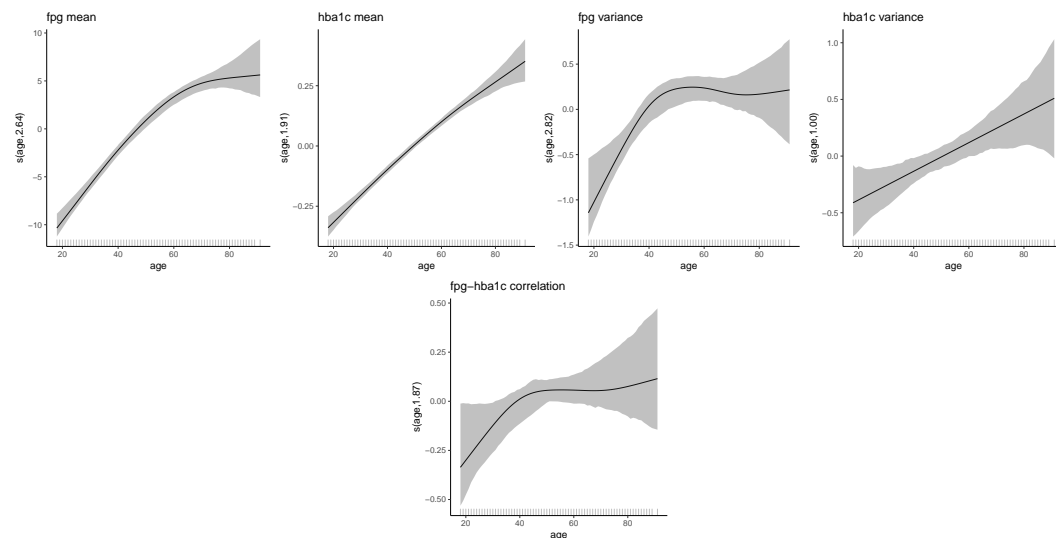 fpg mean
hba1c mean
fpg variance
hba1c variance
s(age,2.64)
10
5
0
−5
−10
20
40
60
80
age
s(age,1.91)
0.25
0.00
−0.25
20
40
60
80
age
s(age,2.82)
0.5
0.0
−0.5
−1.0
−1.5
20
40
60
80
age
s(age,1.00)
1.0
0.5
0.0
−0.5
20
40
60
80
age
fpg−hba1c correlation
s(age,1.87)
0.50
0.25
0.00
−0.25
−0.50
20
40
60
80
age